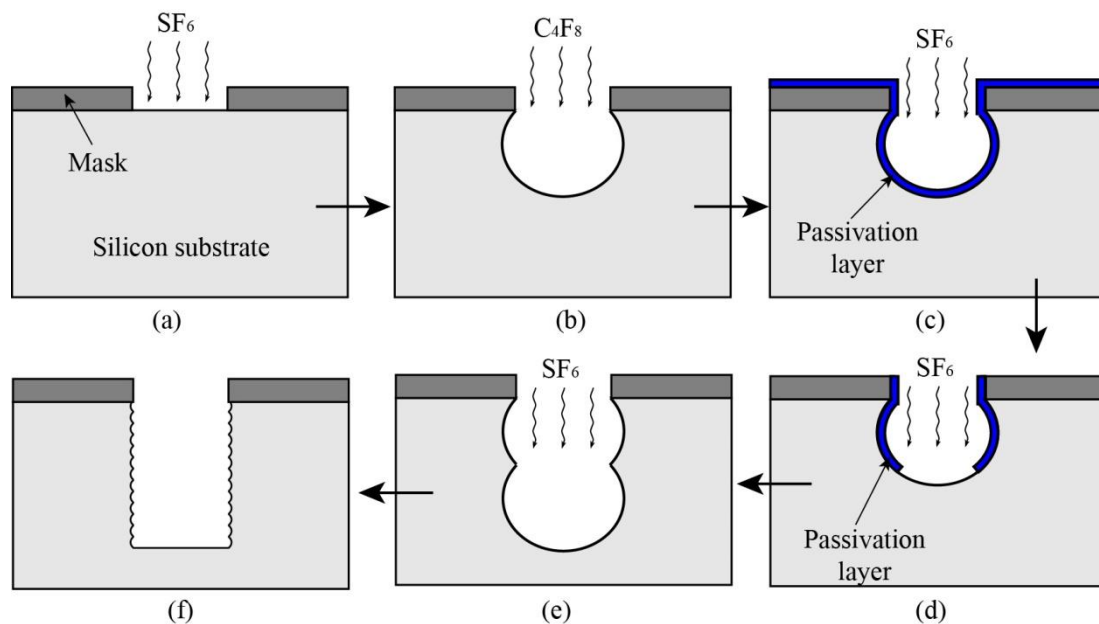 SF₆
C₄F₈
SF₆
Mask
Silicon substrate
Passivation
layer
(a)
(b)
(c)
SF₆
SF₆
Passivation
layer
(f)
(e)
(d)